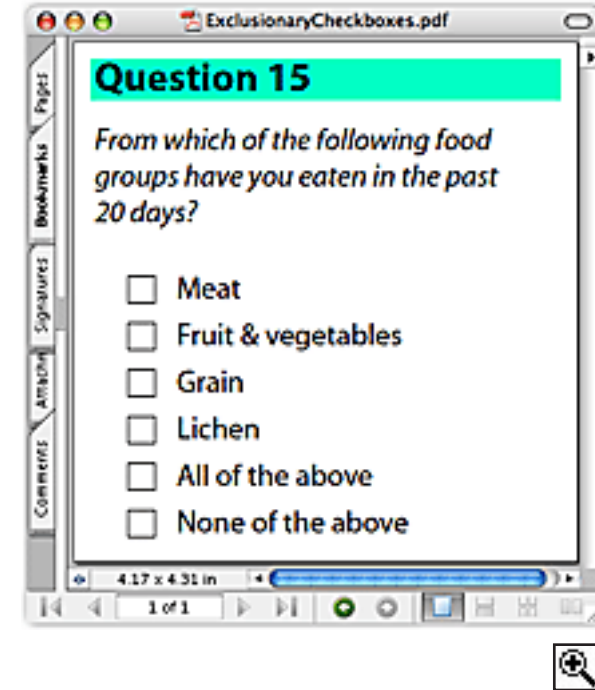 ExclusionaryCheckboxes.pdf
Pages
Bookmarks
Signatures
Attachm
Comments
Question 15
From which of the following food
groups have you eaten in the past
20 days?
Meat
Fruit & vegetables
Grain
Lichen
All of the above
None of the above
4.17 x 4.31 in
1 of 1